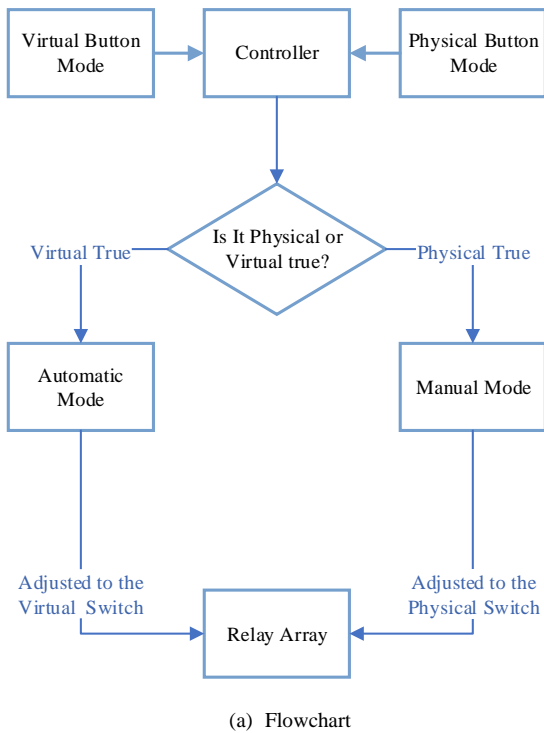 Virtual Button
Mode
Controller
Physical Button
Mode
Is It Physical or
Virtual true?
Virtual True
Physical True
Automatic
Mode
Manual Mode
Adjusted to the
Virtual Switch
Adjusted to the
Physical Switch
Relay Array
(a) Flowchart